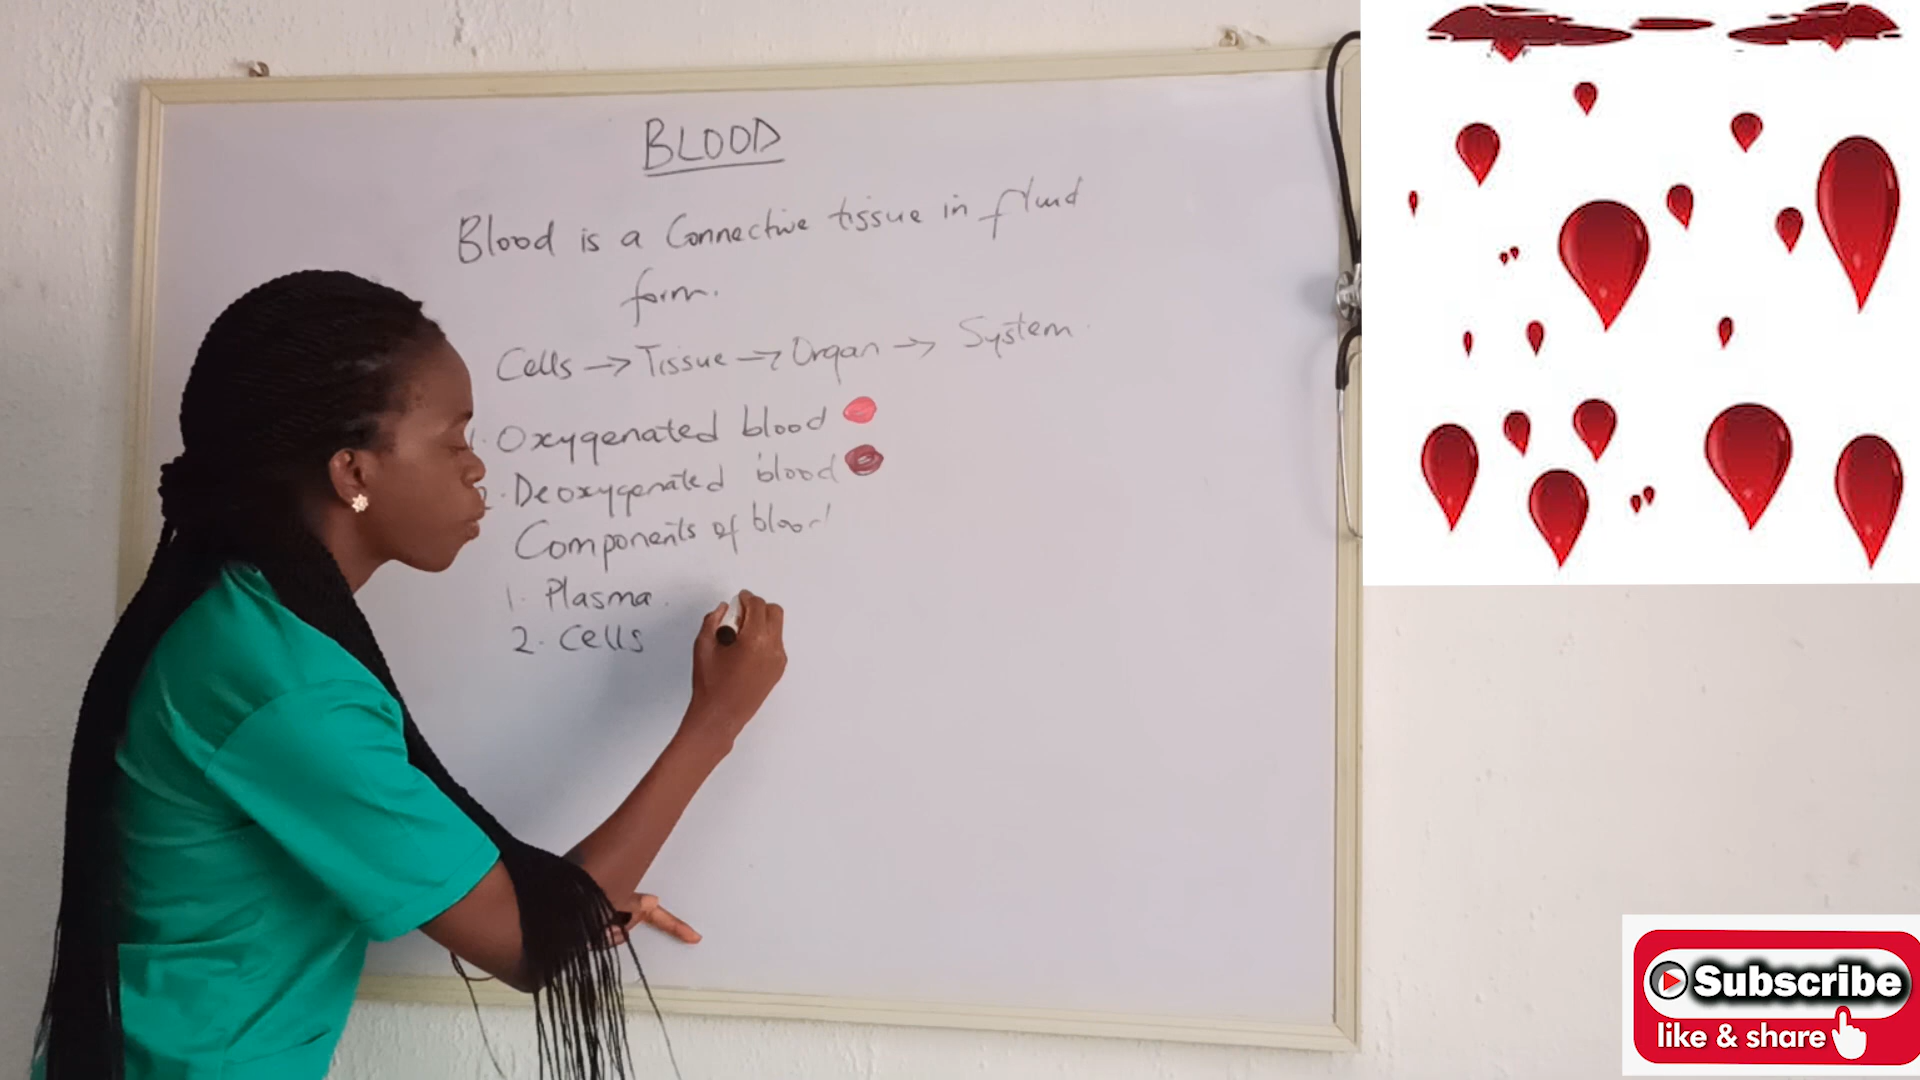 BLOOD
Blood is a Connective tissue in fluid
form.
Cells → Tissue → Organ → System.
1. Oxygenated blood
2. Deoxygenated blood
Components of blood
1. Plasma.
2. Cells
Subscribe
like & share